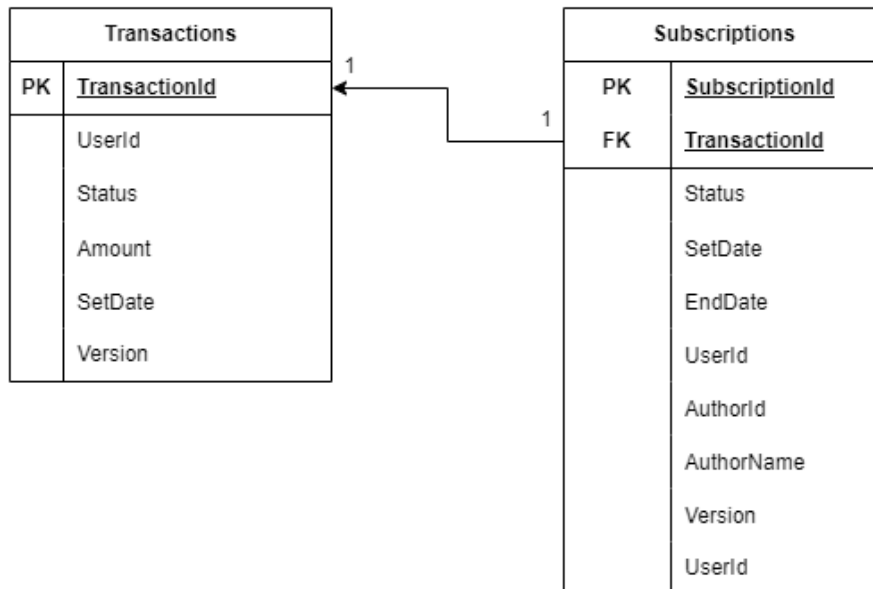 Transactions
PK TransactionId
UserId
Status
Amount
SetDate
Version
1
1
Subscriptions
PK SubscriptionId
FK TransactionId
Status
SetDate
EndDate
UserId
AuthorId
AuthorName
Version
UserId